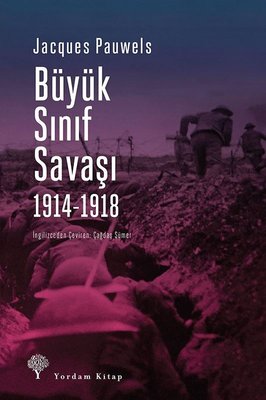 Jacques Pauwels
Büyük
Sınıf
Savaşı
1914-1918
İngilizceden Çeviren: Çağdaş Sümer
Yordam Kitap